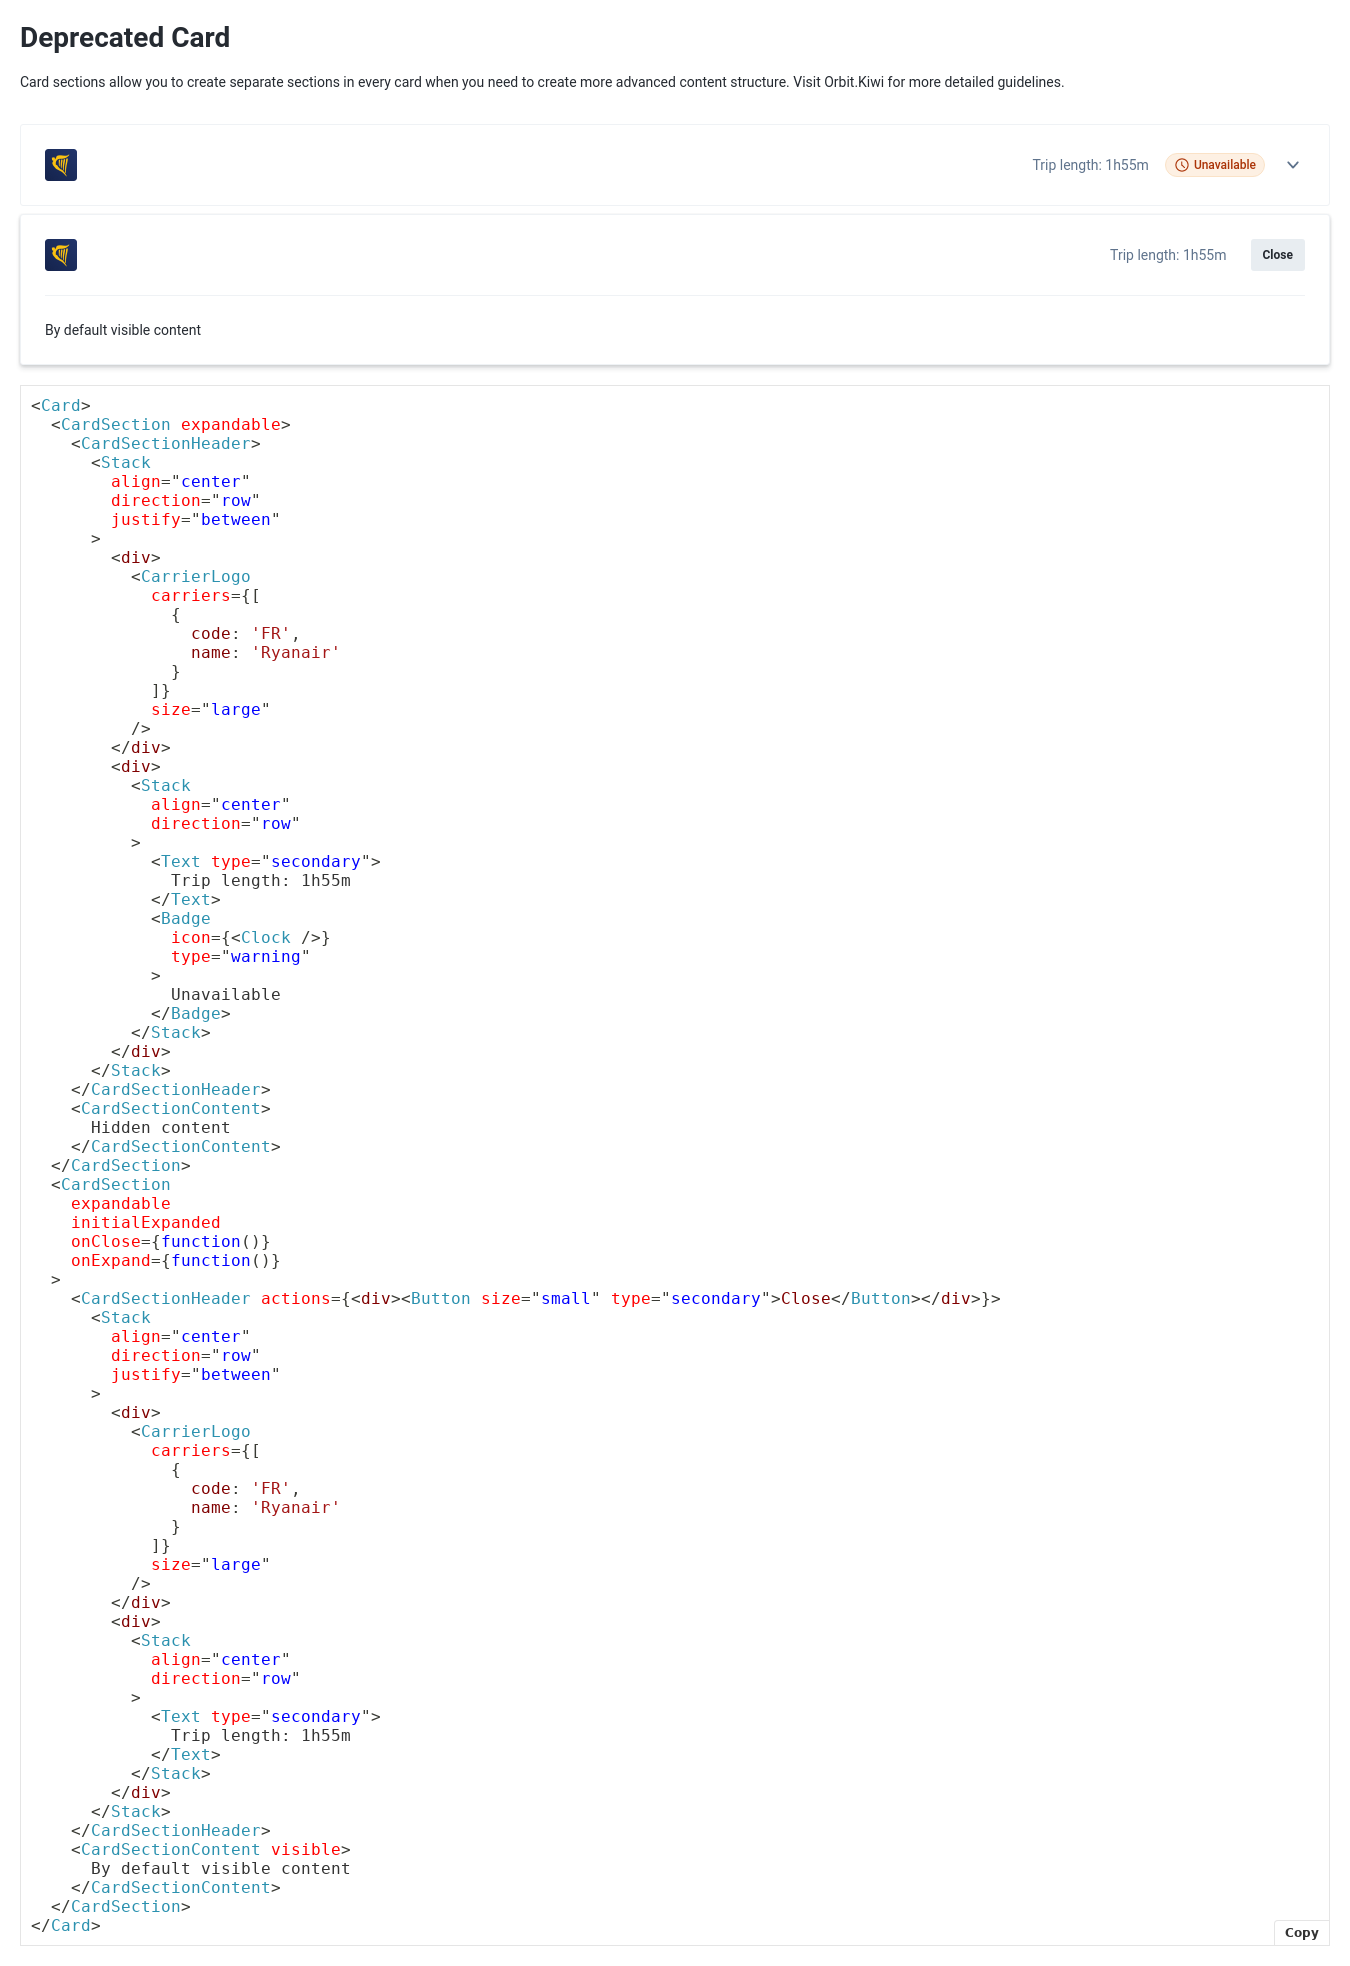 Deprecated Card
Card sections allow you to create separate sections in every card when you need to create more advanced content structure. Visit Orbit.Kiwi for more detailed guidelines.
Trip length: 1h55m Unavailable
Trip length: 1h55m Close
By default visible content
<Card>
  <CardSection expandable>
    <CardSectionHeader>
      <Stack
        align="center"
        direction="row"
        justify="between"
      >
        <div>
          <CarrierLogo
            carriers={[
              {
                code: 'FR',
                name: 'Ryanair'
              }
            ]}
            size="large"
          />
        </div>
        <div>
          <Stack
            align="center"
            direction="row"
          >
            <Text type="secondary">
              Trip length: 1h55m
            </Text>
            <Badge
              icon={<Clock />}
              type="warning"
            >
              Unavailable
            </Badge>
          </Stack>
        </div>
      </Stack>
    </CardSectionHeader>
    <CardSectionContent>
      Hidden content
    </CardSectionContent>
  </CardSection>
  <CardSection
    expandable
    initialExpanded
    onClose={function()}
    onExpand={function()}
  >
    <CardSectionHeader actions={<div><Button size="small" type="secondary">Close</Button></div>}>
      <Stack
        align="center"
        direction="row"
        justify="between"
      >
        <div>
          <CarrierLogo
            carriers={[
              {
                code: 'FR',
                name: 'Ryanair'
              }
            ]}
            size="large"
          />
        </div>
        <div>
          <Stack
            align="center"
            direction="row"
          >
            <Text type="secondary">
              Trip length: 1h55m
            </Text>
          </Stack>
        </div>
      </Stack>
    </CardSectionHeader>
    <CardSectionContent visible>
      By default visible content
    </CardSectionContent>
  </CardSection>
</Card>
Copy